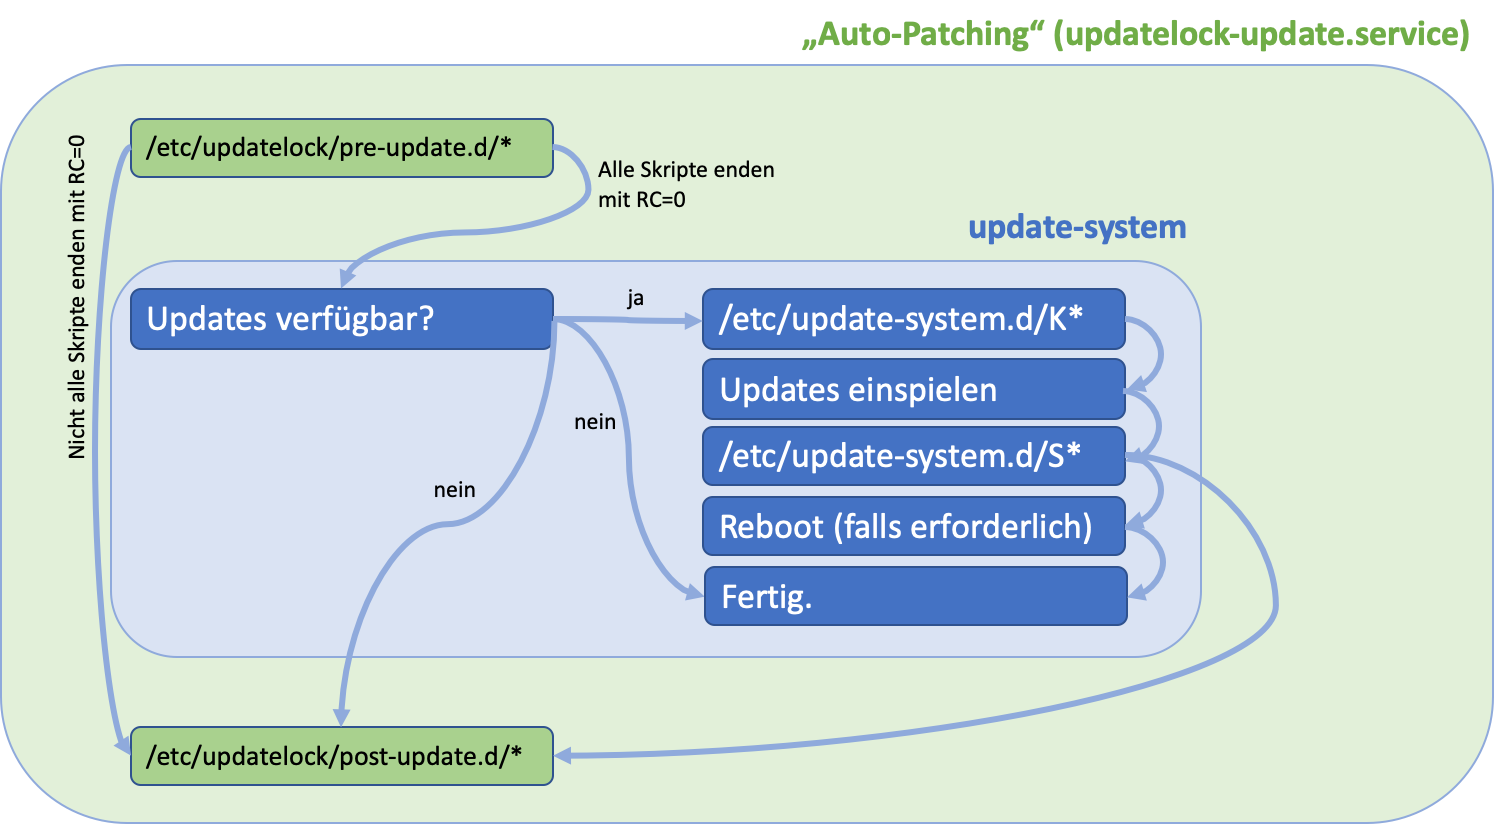 „Auto-Patching“ (updatelock-update.service)
/etc/updatelock/pre-update.d/*
Alle Skripte enden
mit RC=0
Nicht alle Skripte enden mit RC=0
update-system
Updates verfügbar?
ja
/etc/update-system.d/K*
Updates einspielen
nein
/etc/update-system.d/S*
nein
Reboot (falls erforderlich)
Fertig.
/etc/updatelock/post-update.d/*